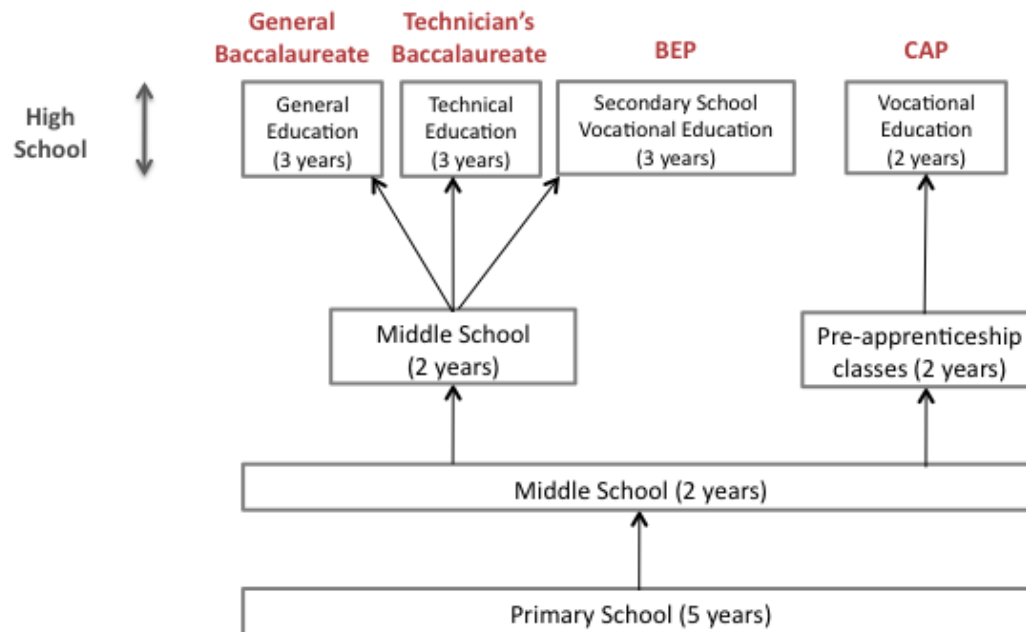 General
Baccalaureate
Technician’s
Baccalaureate
BEP
CAP
High
School
General
Education
(3 years)
Technical
Education
(3 years)
Secondary School
Vocational Education
(3 years)
Vocational
Education
(2 years)
Middle School
(2 years)
Pre-apprenticeship
classes (2 years)
Middle School (2 years)
Primary School (5 years)